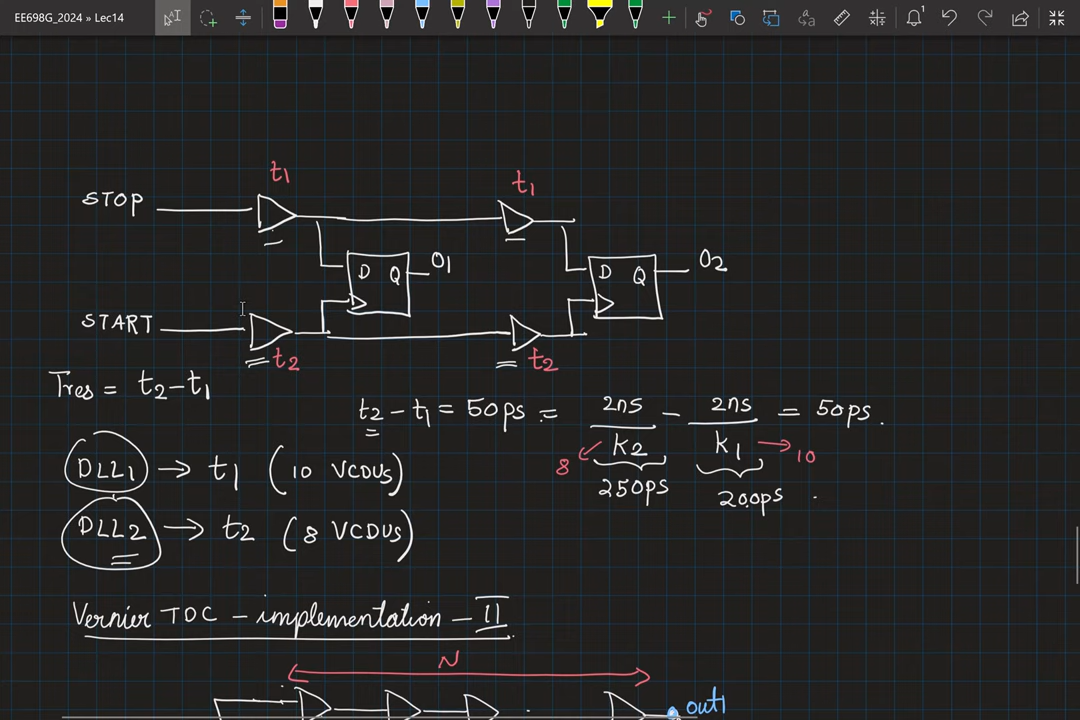 EE698G_2024 » Lec14
t1
t1
STOP
D Q O1
D Q O2
START
t2
t2
Tres = t2-t1
t2 - t1 = 50ps = 2ns/K2 - 2ns/K1 = 50ps.
8
10
250ps
200ps.
DLL1 → t1 (10 VCDUs)
DLL2 → t2 (8 VCDUs)
Vernier TDC - implementation - II
N
out1